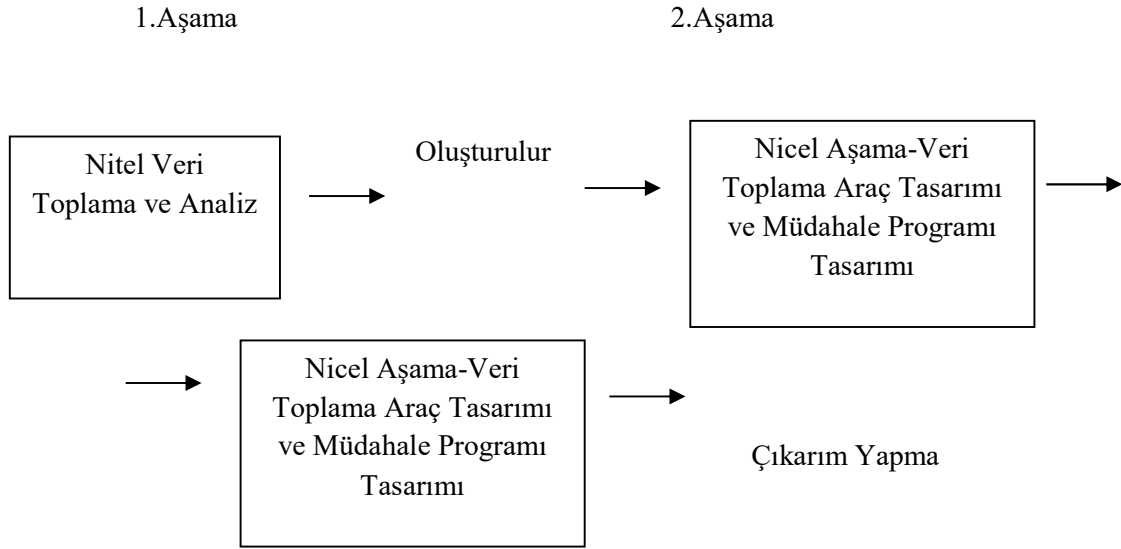 1.Aşama
2.Aşama
Nitel Veri
Toplama ve Analiz
Oluşturulur
Nicel Aşama-Veri
Toplama Araç Tasarımı
ve Müdahale Programı
Tasarımı
Nicel Aşama-Veri
Toplama Araç Tasarımı
ve Müdahale Programı
Tasarımı
Çıkarım Yapma